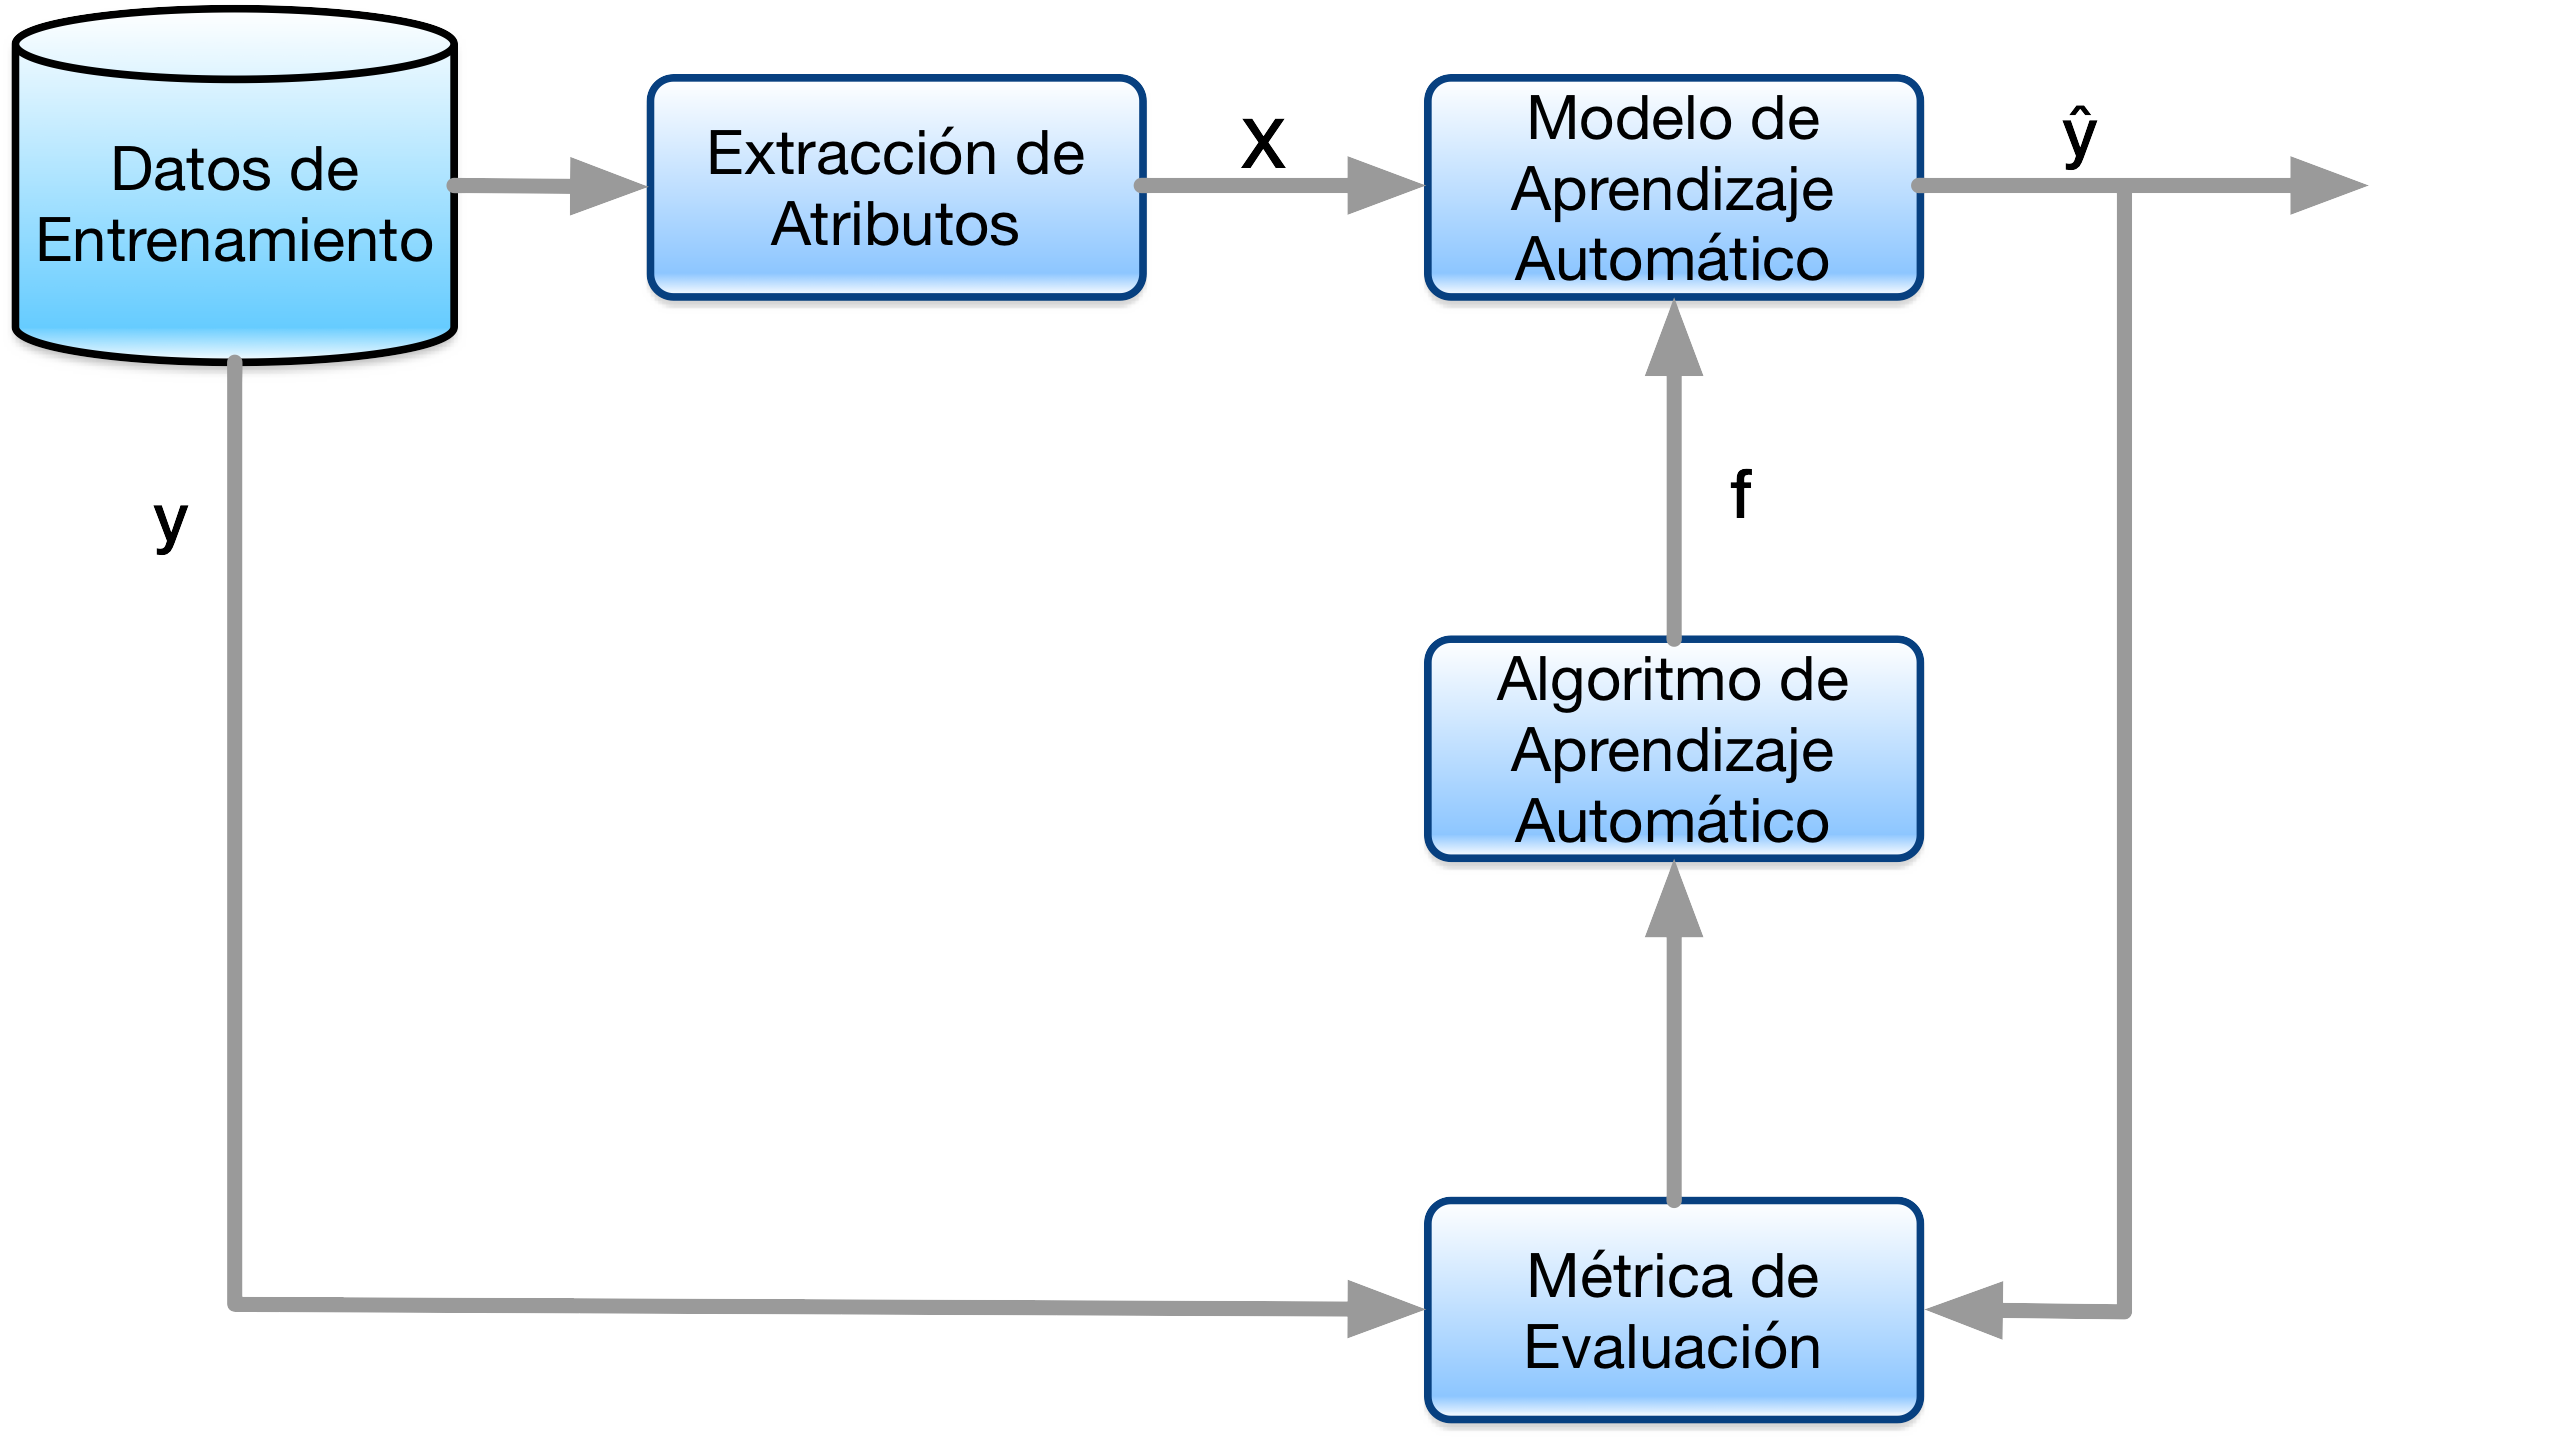 Datos de
Entrenamiento
Extracción de
Atributos
X
Modelo de
Aprendizaje
Automático
ŷ
y
f
Algoritmo de
Aprendizaje
Automático
Métrica de
Evaluación